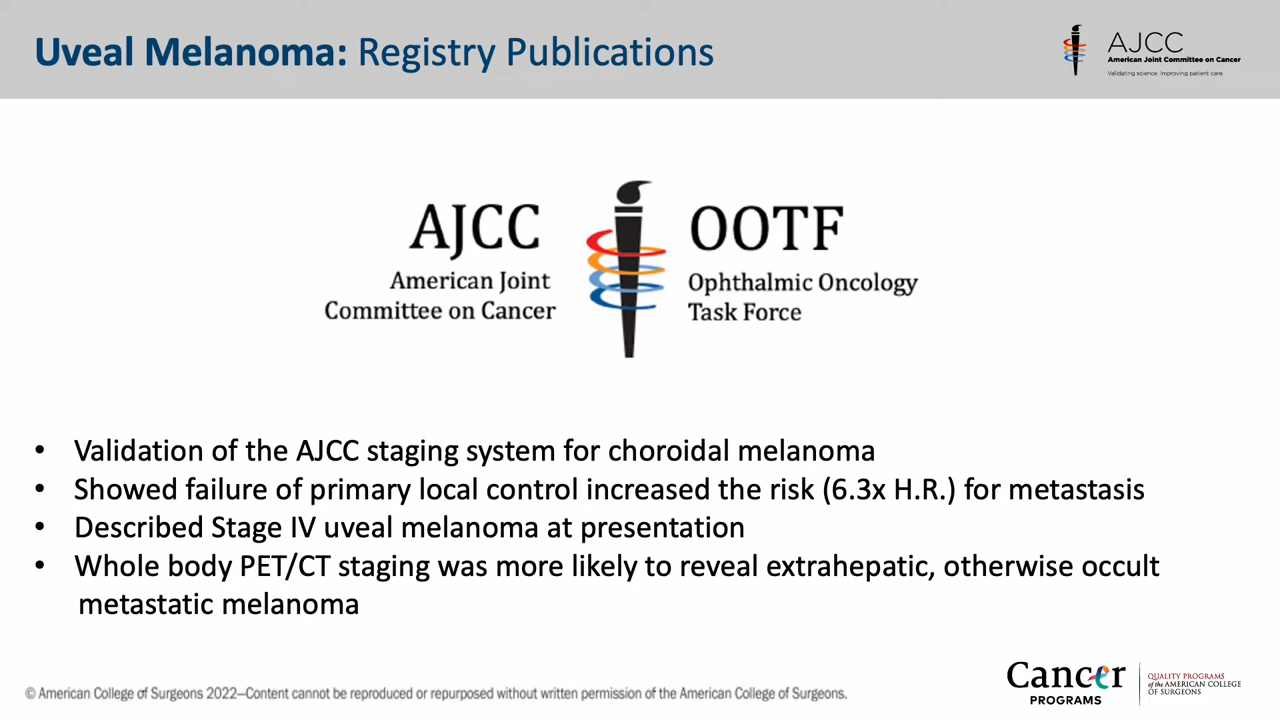 Uveal Melanoma: Registry Publications
AJCC
American Joint Committee on Cancer
Validating science. Improving patient care.
AJCC
American Joint
Committee on Cancer
OOTF
Ophthalmic Oncology
Task Force
• Validation of the AJCC staging system for choroidal melanoma
• Showed failure of primary local control increased the risk (6.3x H.R.) for metastasis
• Described Stage IV uveal melanoma at presentation
• Whole body PET/CT staging was more likely to reveal extrahepatic, otherwise occult
metastatic melanoma
© American College of Surgeons 2022—Content cannot be reproduced or repurposed without written permission of the American College of Surgeons.
Cancer
PROGRAMS
QUALITY PROGRAMS
of the AMERICAN COLLEGE
OF SURGEONS